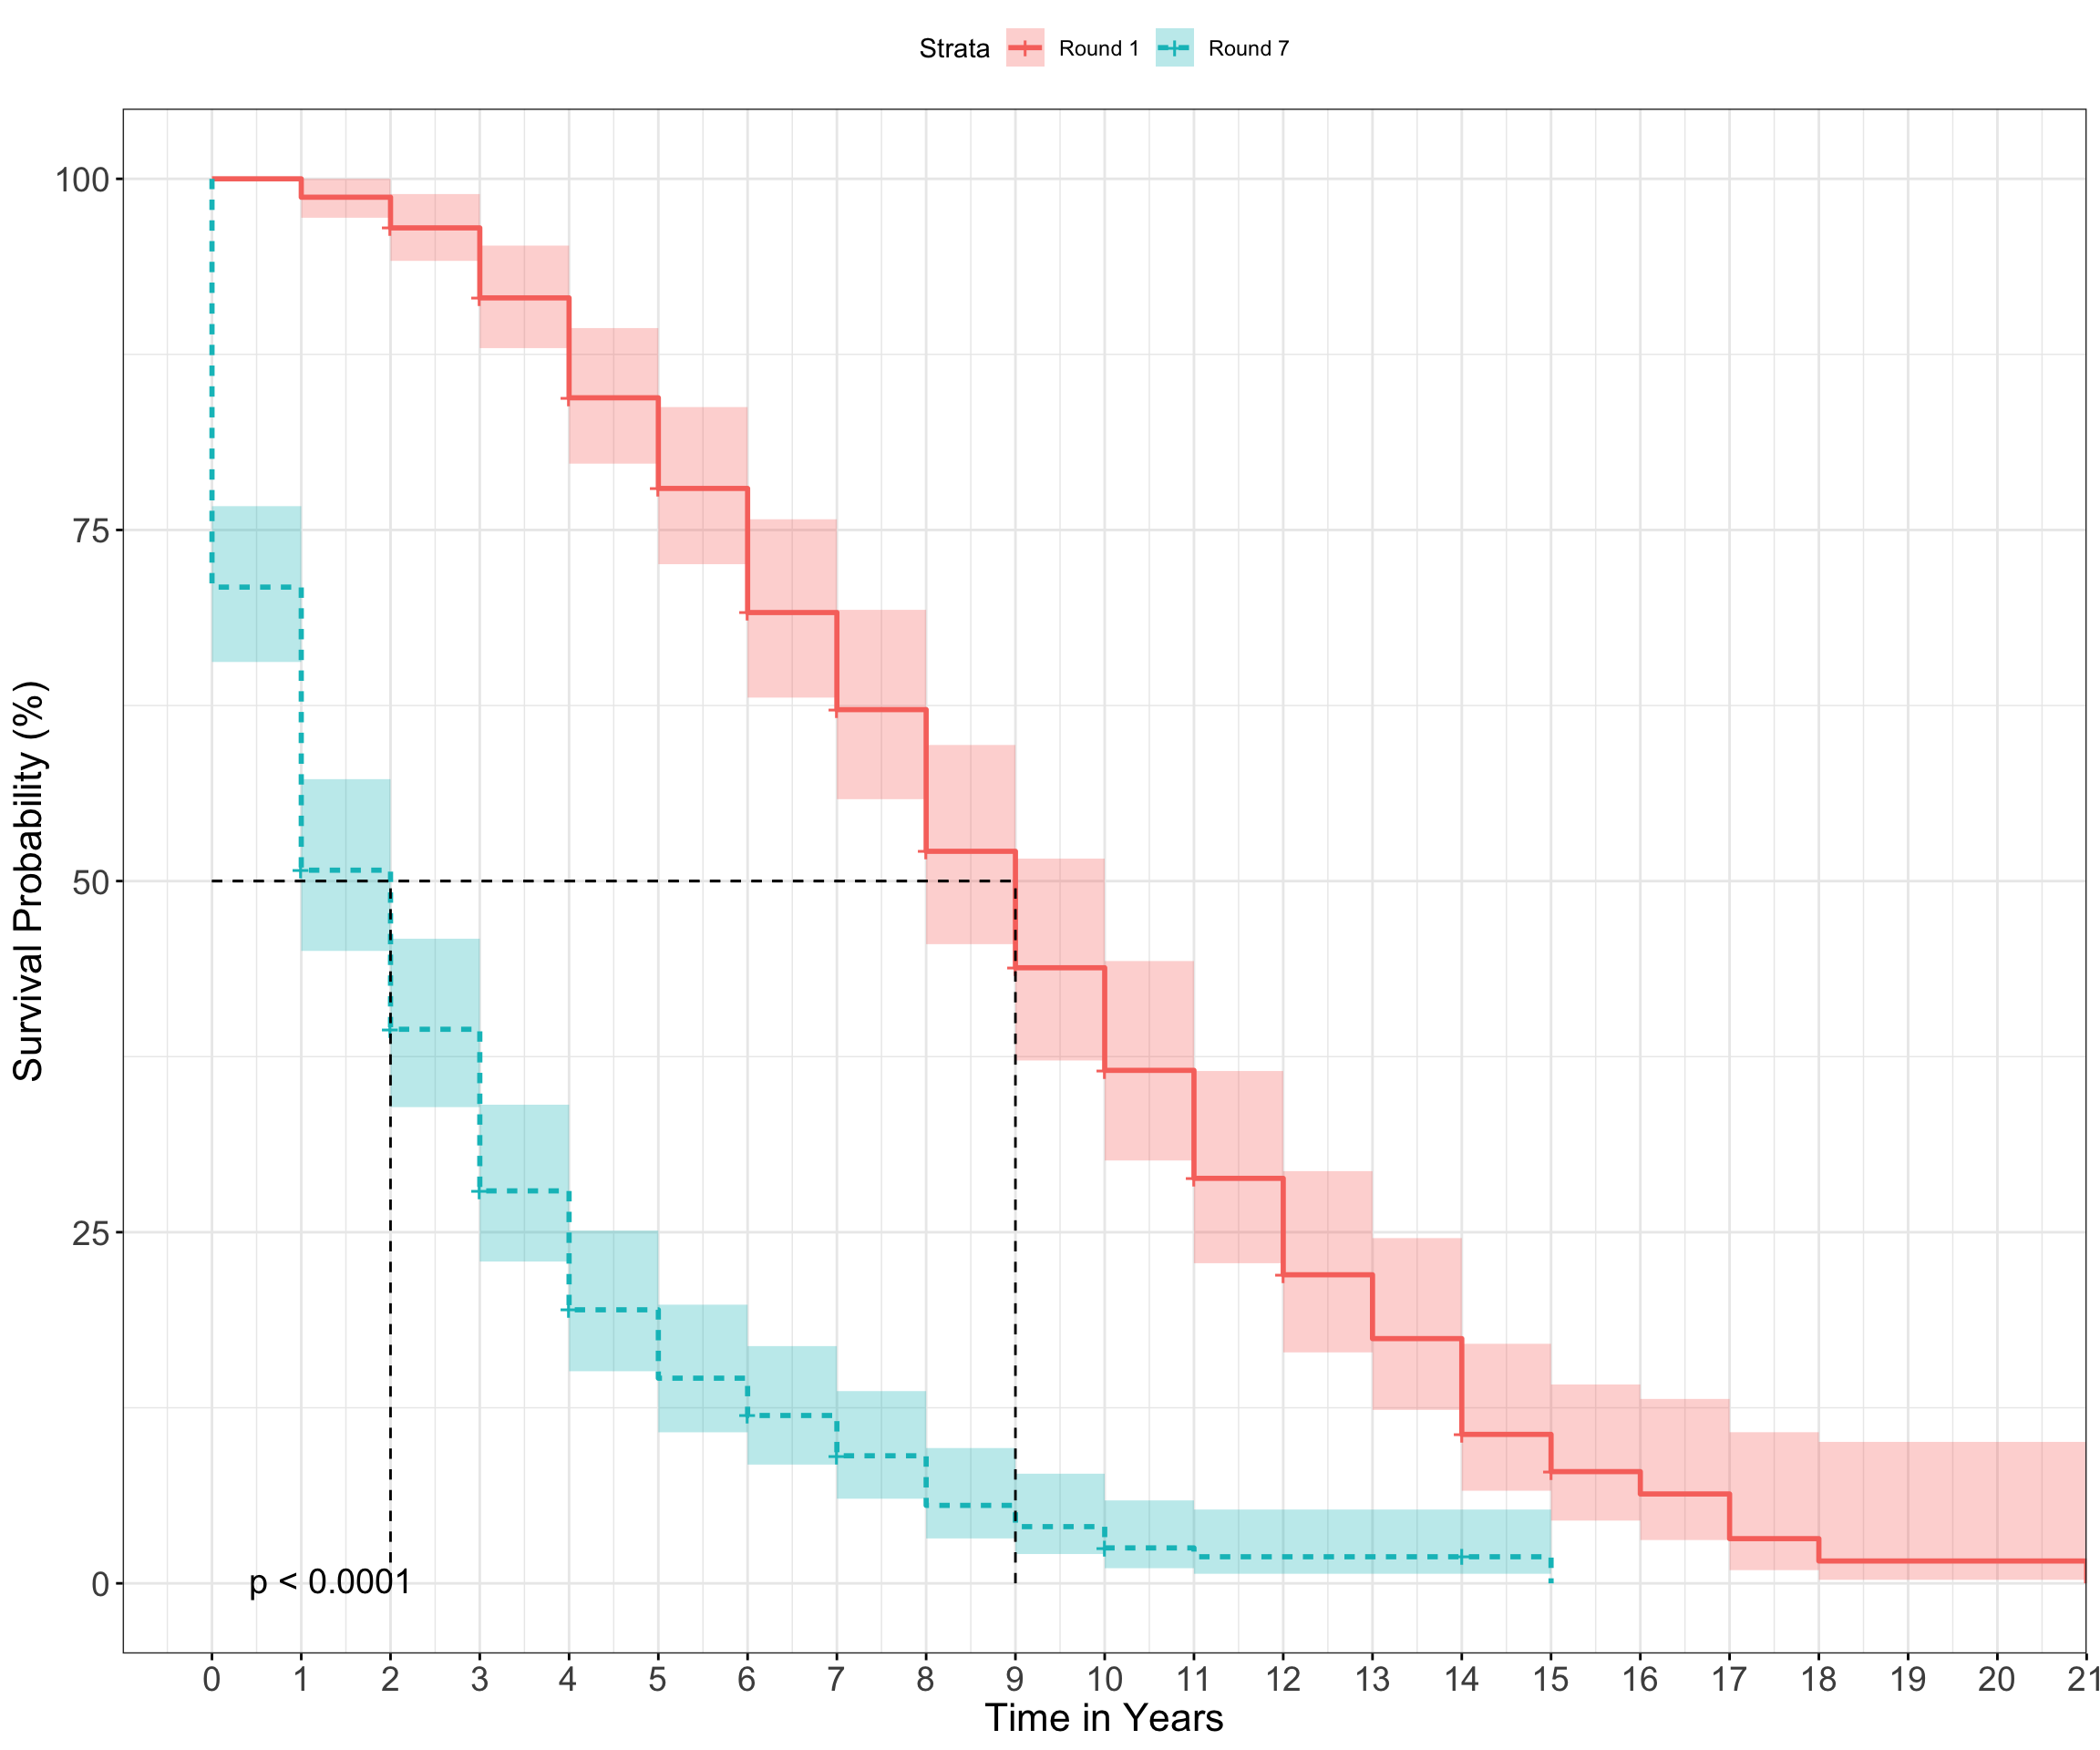 Strata Round 1 Round 7
Survival Probability (%)
100
75
50
25
0
p < 0.0001
0 1 2 3 4 5 6 7 8 9 10 11 12 13 14 15 16 17 18 19 20 21
Time in Years